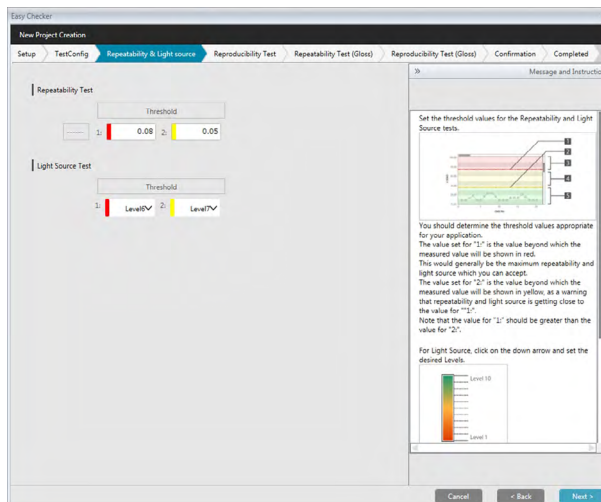 Easy Checker
New Project Creation
Setup TestConfig Repeatability & Light source Reproducibility Test Repeatability Test (Gloss) Reproducibility Test (Gloss) Confirmation Completed
» Message and Instructio
Repeatability Test
Threshold
1: 0.08 2: 0.05
Light Source Test
Threshold
1: Level6 2: Level7
Set the threshold values for the Repeatability and Light
Source tests.
1
2
3
4
5
You should determine the threshold values appropriate
for your application.
The value set for "1:" is the value beyond which the
measured value will be shown in red.
This would generally be the maximum repeatability and
light source which you can accept.
The value set for "2:" is the value beyond which the
measured value will be shown in yellow, as a warning
that repeatability and light source is getting close to
the value for ""1:".
Note that the value for "1:" should be greater than the
value for "2:".
For Light Source, click on the down arrow and set the
desired Levels.
Level 10
Level 1
Cancel < Back Next >